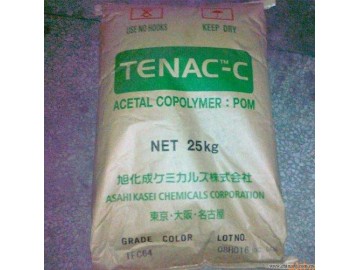 USE NO HOOKS KEEP DRY
TENAC™-C
ACETAL COPOLYMER : POM
NET 25kg
旭化成ケミカルズ株式会社
ASAHI KASEI CHEMICALS CORPORATION
東京・大阪・名古屋
GRADE COLOR LOT NO.